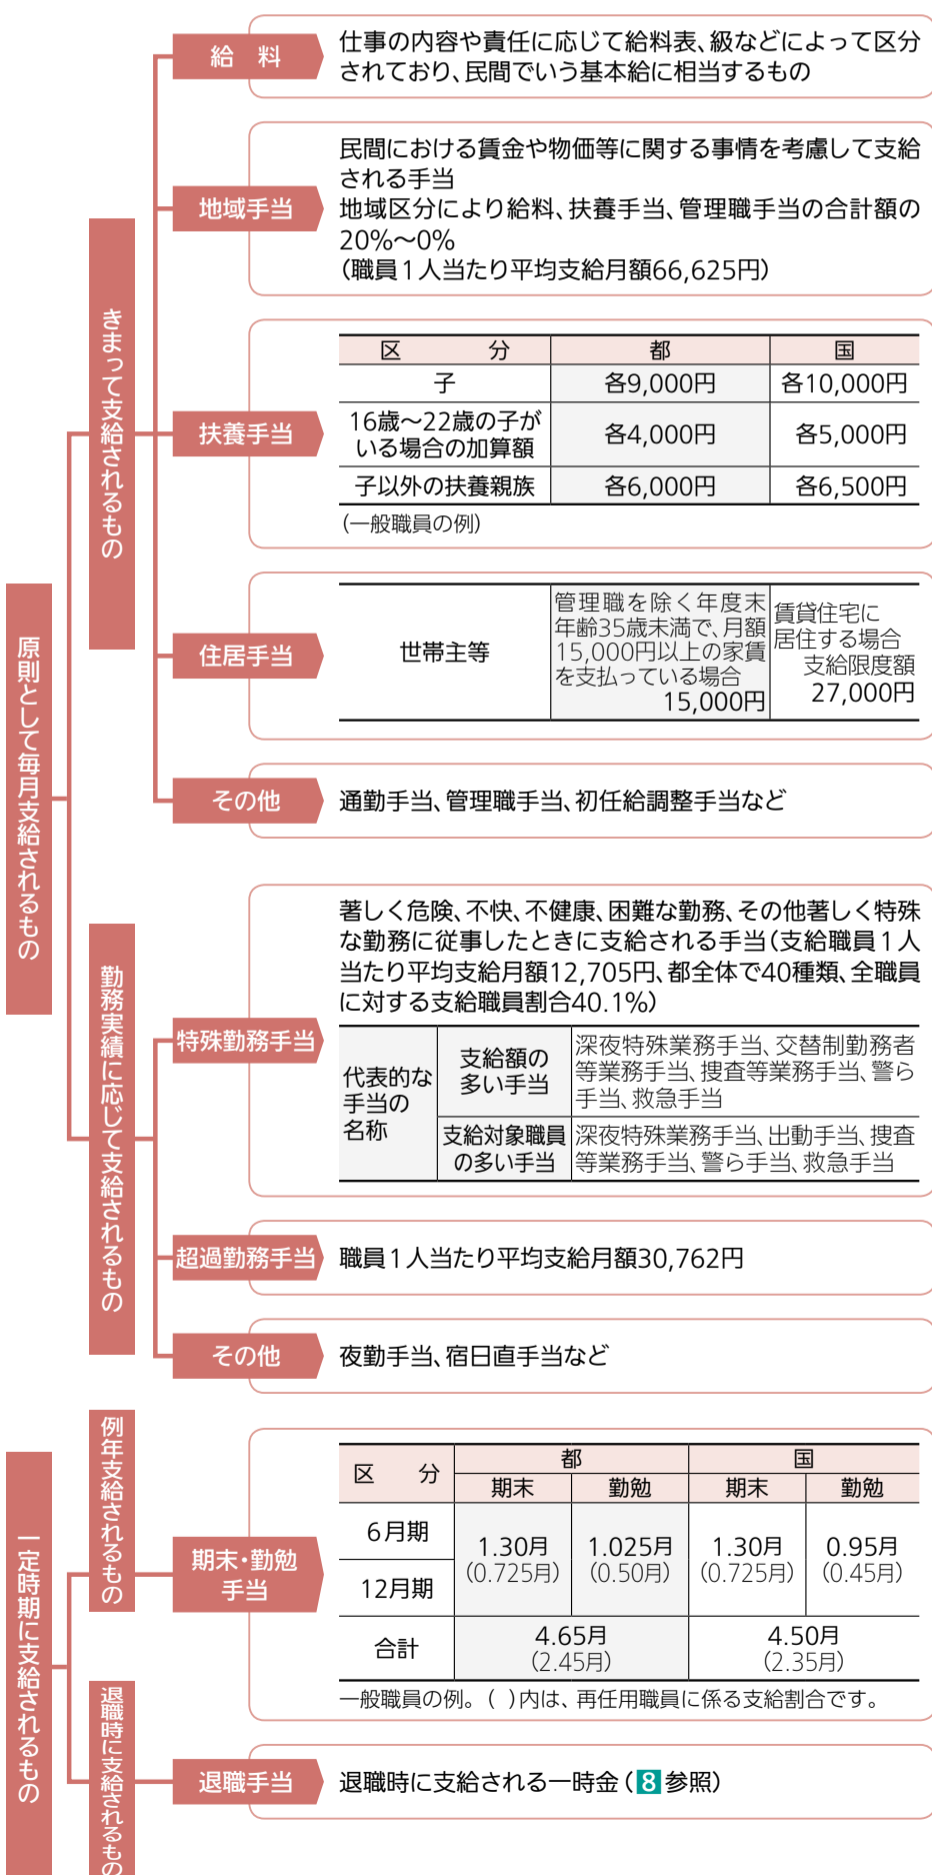 原則として毎月支給されるもの
きまって支給されるもの
給 料
仕事の内容や責任に応じて給料表、級などによって区分
されており、民間でいう基本給に相当するもの
地域手当
民間における賃金や物価等に関する事情を考慮して支給
される手当
地域区分により給料、扶養手当、管理職手当の合計額の
20%～0%
（職員1人当たり平均支給月額66,625円）
扶養手当
区 分 都 国
子 各9,000円 各10,000円
16歳～22歳の子が
いる場合の加算額 各4,000円 各5,000円
子以外の扶養親族 各6,000円 各6,500円
（一般職員の例）
住居手当
世帯主等
管理職を除く年度末
年齢35歳未満で、月額
15,000円以上の家賃
を支払っている場合
15,000円
賃貸住宅に
居住する場合
支給限度額
27,000円
その他
通勤手当、管理職手当、初任給調整手当など
勤務実績に応じて支給されるもの
特殊勤務手当
著しく危険、不快、不健康、困難な勤務、その他著しく特殊
な勤務に従事したときに支給される手当（支給職員1人
当たり平均支給月額12,705円、都全体で40種類、全職員
に対する支給職員割合40.1%）
代表的な
手当の
名称
支給額の
多い手当
深夜特殊業務手当、交替制勤務者
等業務手当、捜査等業務手当、警ら
手当、救急手当
支給対象職員
の多い手当
深夜特殊業務手当、出動手当、捜査
等業務手当、警ら手当、救急手当
超過勤務手当
職員1人当たり平均支給月額30,762円
その他
夜勤手当、宿日直手当など
一定時期に支給されるもの
例年支給されるもの
期末・勤勉
手当
区 分 都 国
期末 勤勉 期末 勤勉
6月期
12月期
1.30月 1.025月 1.30月 0.95月
（0.725月） （0.50月） （0.725月） （0.45月）
合計
4.65月 4.50月
（2.45月） （2.35月）
一般職員の例。（ ）内は、再任用職員に係る支給割合です。
退職時に支給されるもの
退職手当
退職時に支給される一時金（8参照）